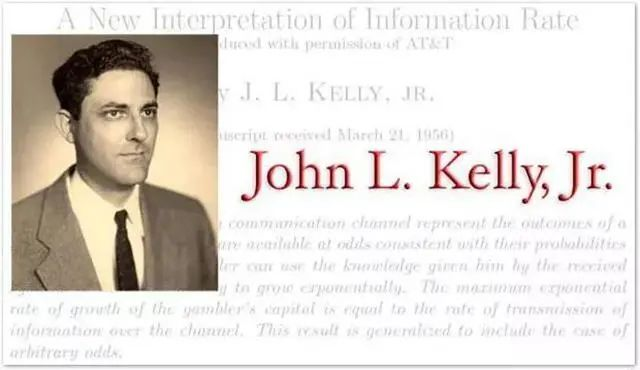 A New Interpretation of Information Rate
duced with permission of AT&T
y J. L. KELLY, JR.
uscript received March 21, 1956)
John L. Kelly, Jr.
communication channel represent the outcomes of a
are available at odds consistent with their probabilities
ler can use the knowledge given him by the received
to grow exponentially. The maximum exponential
rate of growth of the gambler's capital is equal to the rate of transmission of
information over the channel. This result is generalized to include the case of
arbitrary odds.